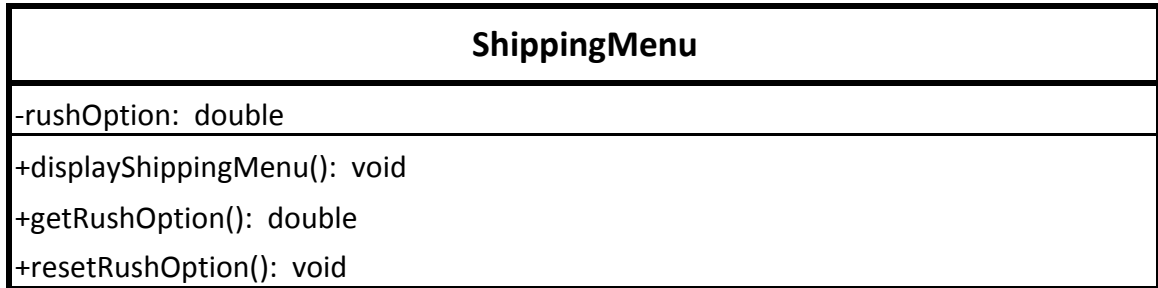 ShippingMenu
-rushOption:  double
+displayShippingMenu():  void
+getRushOption():  double
+resetRushOption():  void